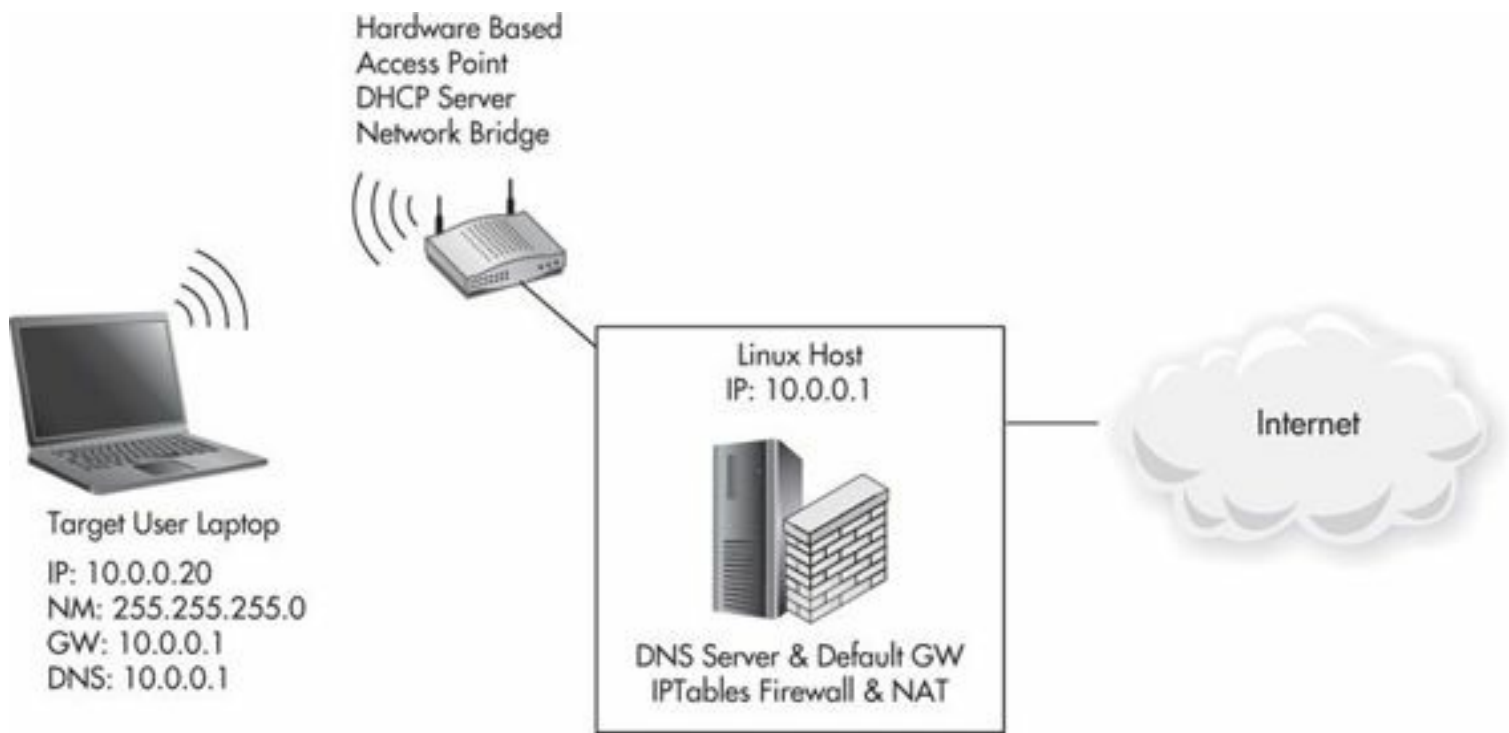 Hardware Based
Access Point
DHCP Server
Network Bridge
Target User Laptop
IP: 10.0.0.20
NM: 255.255.255.0
GW: 10.0.0.1
DNS: 10.0.0.1
Linux Host
IP: 10.0.0.1
DNS Server & Default GW
IPTables Firewall & NAT
Internet